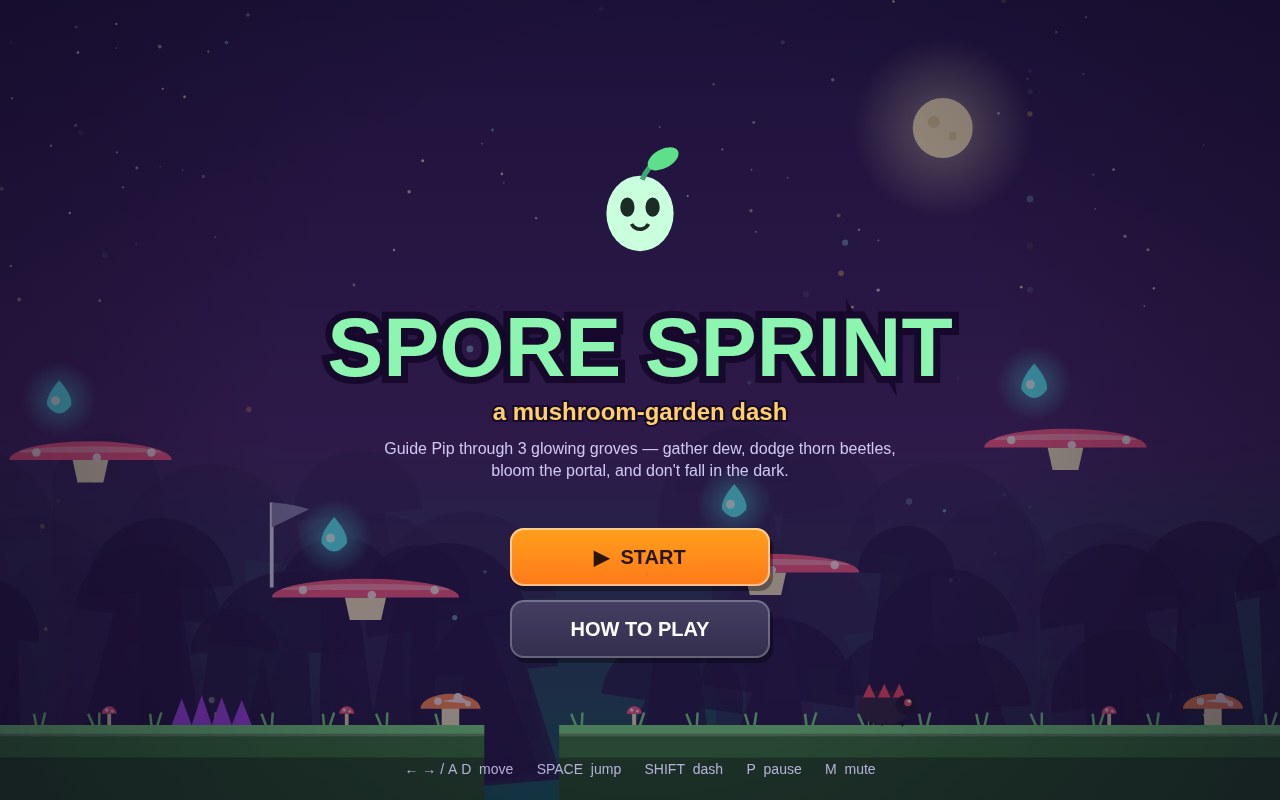 SPORE SPRINT
a mushroom-garden dash
Guide Pip through 3 glowing groves — gather dew, dodge thorn beetles,
bloom the portal, and don't fall in the dark.
▶ START
HOW TO PLAY
← → / A D move SPACE jump SHIFT dash P pause M mute